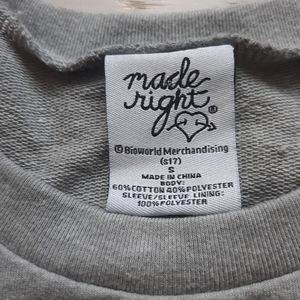 made
right®
© Bioworld Merchandising
(s17)
S
MADE IN CHINA
BODY:
60%COTTON 40%POLYESTER
SLEEVE/SLEEVE LINING:
100%POLYESTER